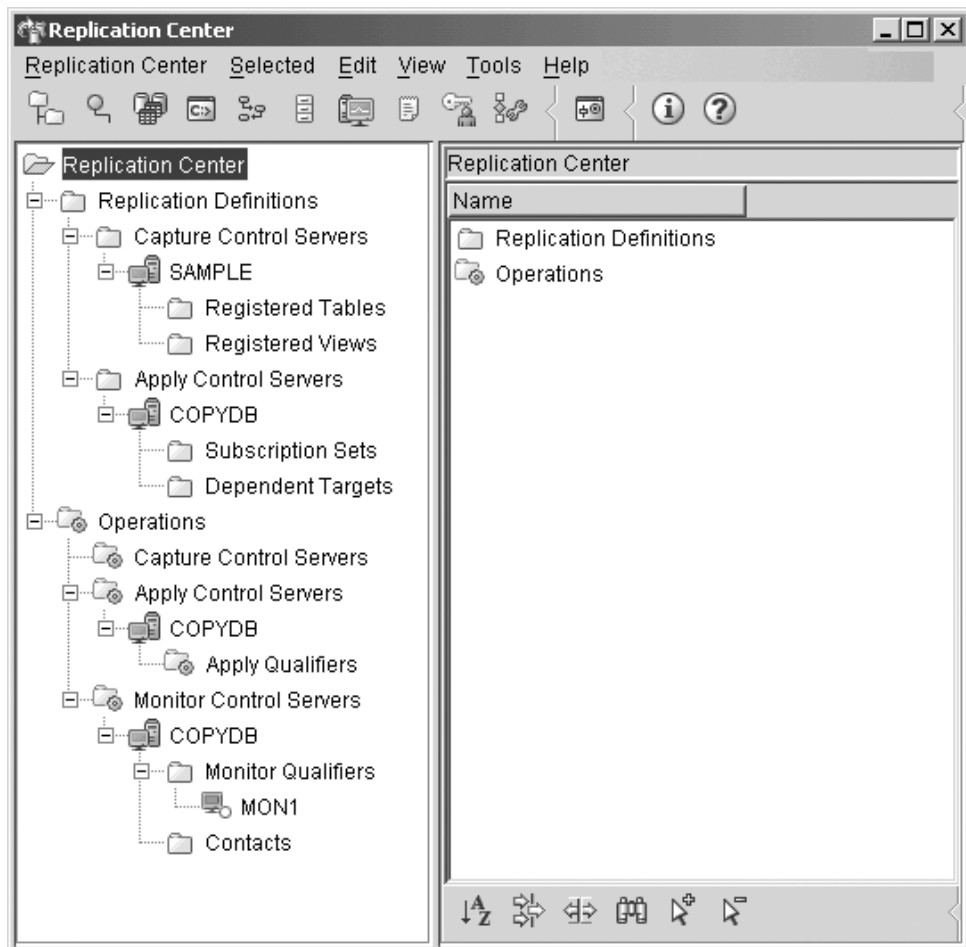 Replication Center
Replication Center Selected Edit View Tools Help
C:>
Replication Center
Replication Definitions
Capture Control Servers
SAMPLE
Registered Tables
Registered Views
Apply Control Servers
COPYDB
Subscription Sets
Dependent Targets
Operations
Capture Control Servers
Apply Control Servers
COPYDB
Apply Qualifiers
Monitor Control Servers
COPYDB
Monitor Qualifiers
MON1
Contacts
Replication Center
Name
Replication Definitions
Operations
A
Z